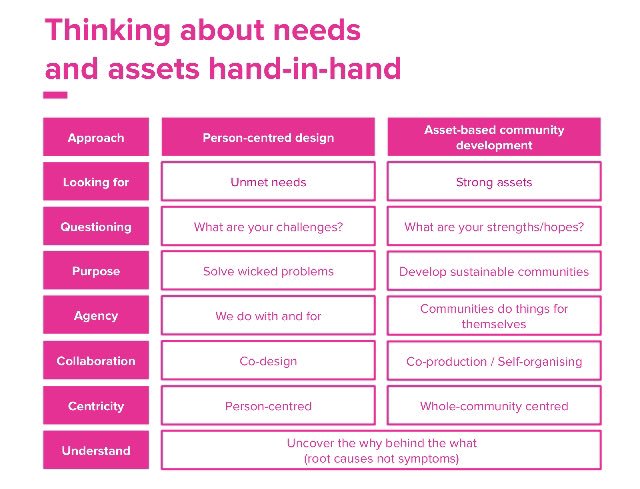 Thinking about needs
and assets hand-in-hand
Approach
Person-centred design
Asset-based community
development
Looking for
Unmet needs
Strong assets
Questioning
What are your challenges?
What are your strengths/hopes?
Purpose
Solve wicked problems
Develop sustainable communities
Agency
We do with and for
Communities do things for
themselves
Collaboration
Co-design
Co-production / Self-organising
Centricity
Person-centred
Whole-community centred
Understand
Uncover the why behind the what
(root causes not symptoms)